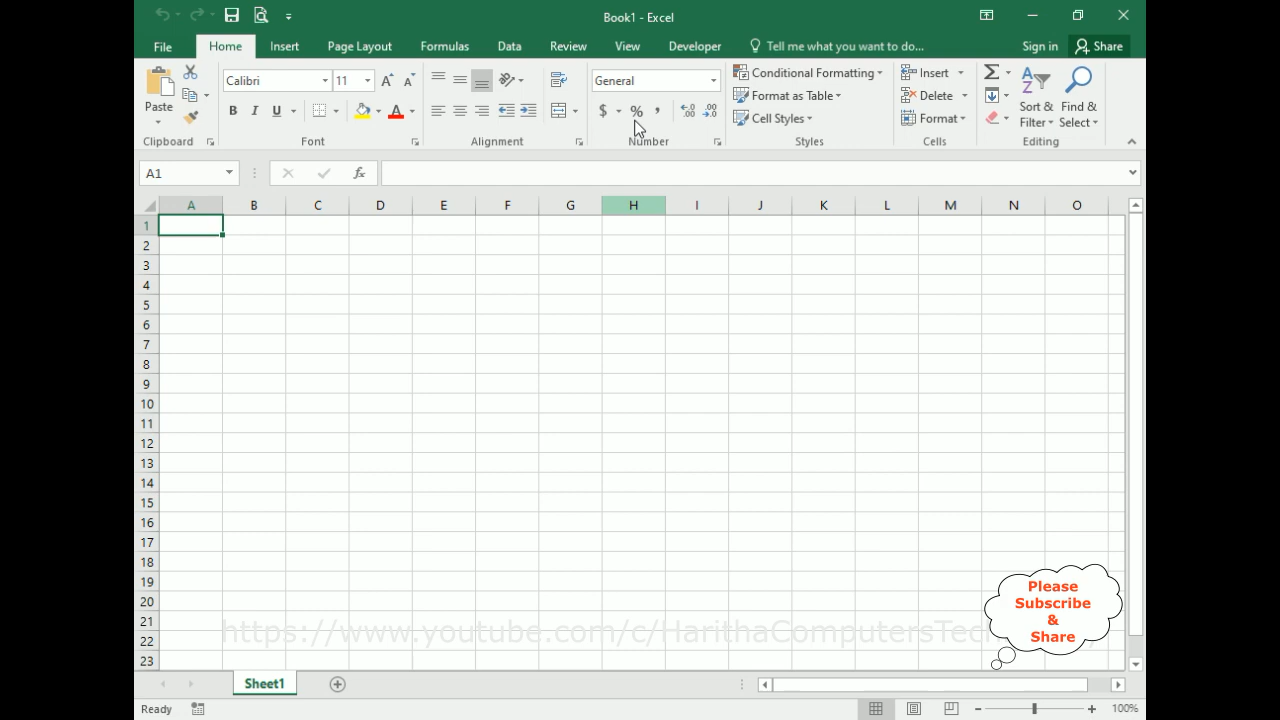 Book1 - Excel
File Home Insert Page Layout Formulas Data Review View Developer Tell me what you want to do... Sign in Share
Calibri 11 General Conditional Formatting Insert
Paste B I U A $ % , Format as Table Delete Sort & Filter Find & Select
Cell Styles Format
Clipboard Font Alignment Number Styles Cells Editing
A1 fx
A B C D E F G H I J K L M N O
1
2
3
4
5
6
7
8
9
10
11
12
13
14
15
16
17
18
19
20
21
22
23
Please
Subscribe
&
Share
https://www.youtube.com/c/HarithaComputersTec
Sheet1
Ready 100%